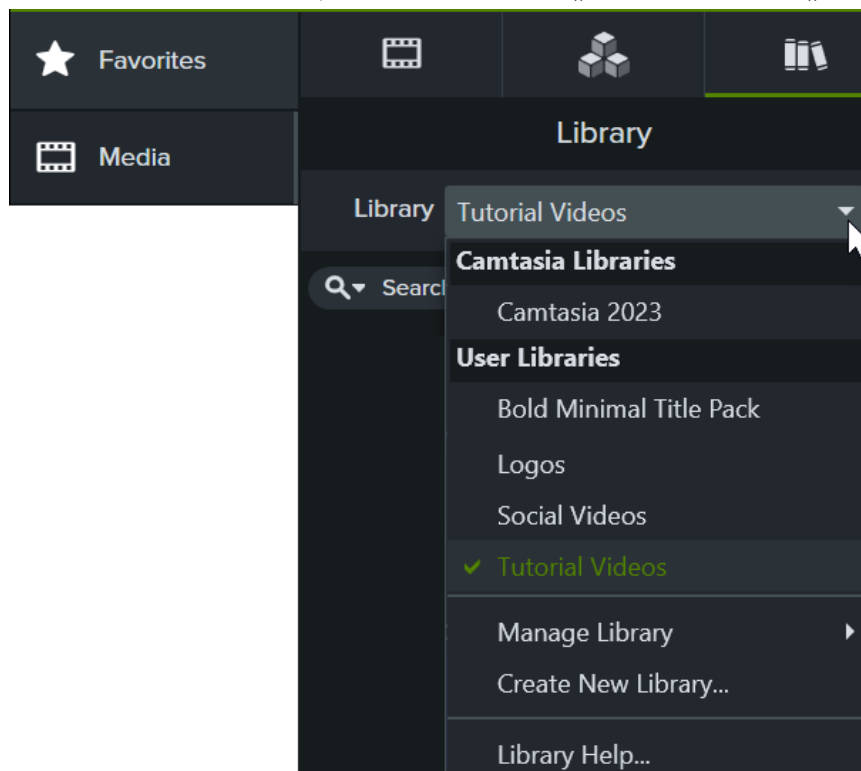 Favorites
Media
Library
Library Tutorial Videos
Camtasia Libraries
Search
Camtasia 2023
User Libraries
Bold Minimal Title Pack
Logos
Social Videos
Tutorial Videos
Manage Library
Create New Library...
Library Help...